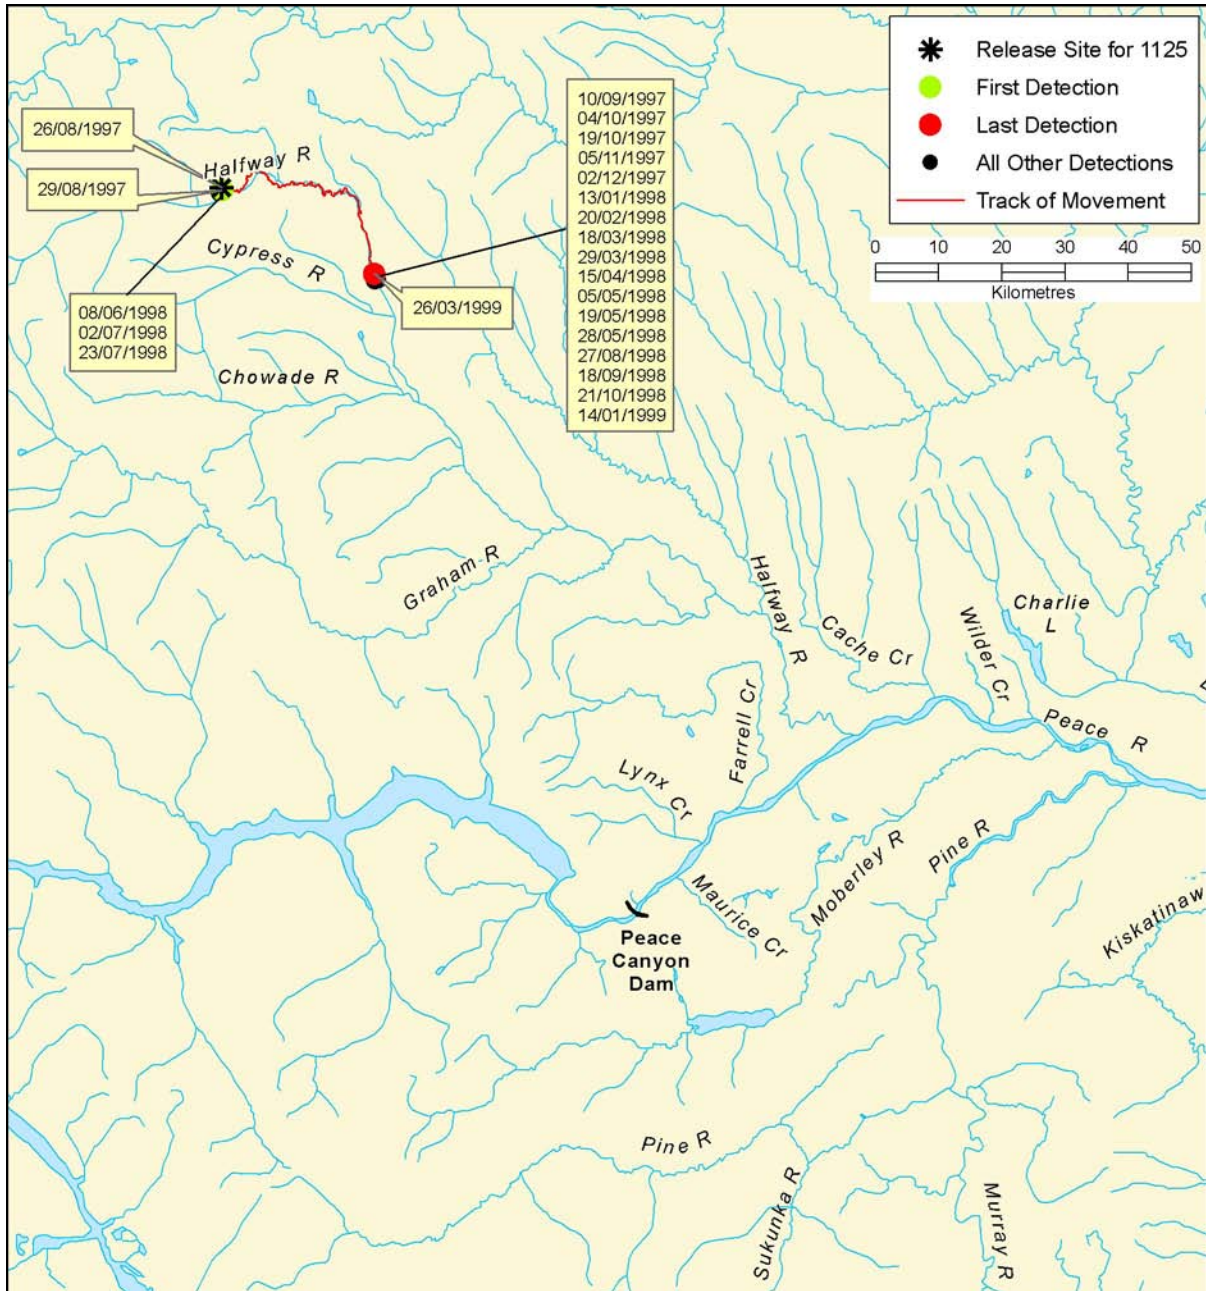 Release Site for 1125
First Detection
Last Detection
All Other Detections
Track of Movement
0 10 20 30 40 50
Kilometres
26/08/1997
29/08/1997
08/06/1998
02/07/1998
23/07/1998
10/09/1997
04/10/1997
19/10/1997
05/11/1997
02/12/1997
13/01/1998
20/02/1998
18/03/1998
29/03/1998
15/04/1998
05/05/1998
19/05/1998
28/05/1998
27/08/1998
18/09/1998
21/10/1998
14/01/1999
26/03/1999
Halfway R
Cypress R
Chowade R
Graham R
Halfway R
Cache Cr
Wilder Cr
Charlie
L
Peace R
Farrell Cr
Lynx Cr
Maurice Cr
Moberley R
Pine R
Kiskatinaw
Peace
Canyon
Dam
Pine R
Sukunka R
Murray R